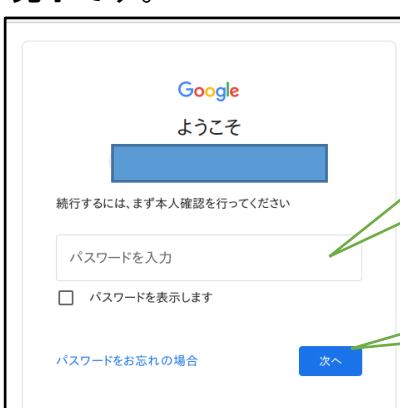 Google
ようこそ
続行するには、まず本人確認を行ってください
パスワードを入力
パスワードを表示します
パスワードをお忘れの場合
次へ